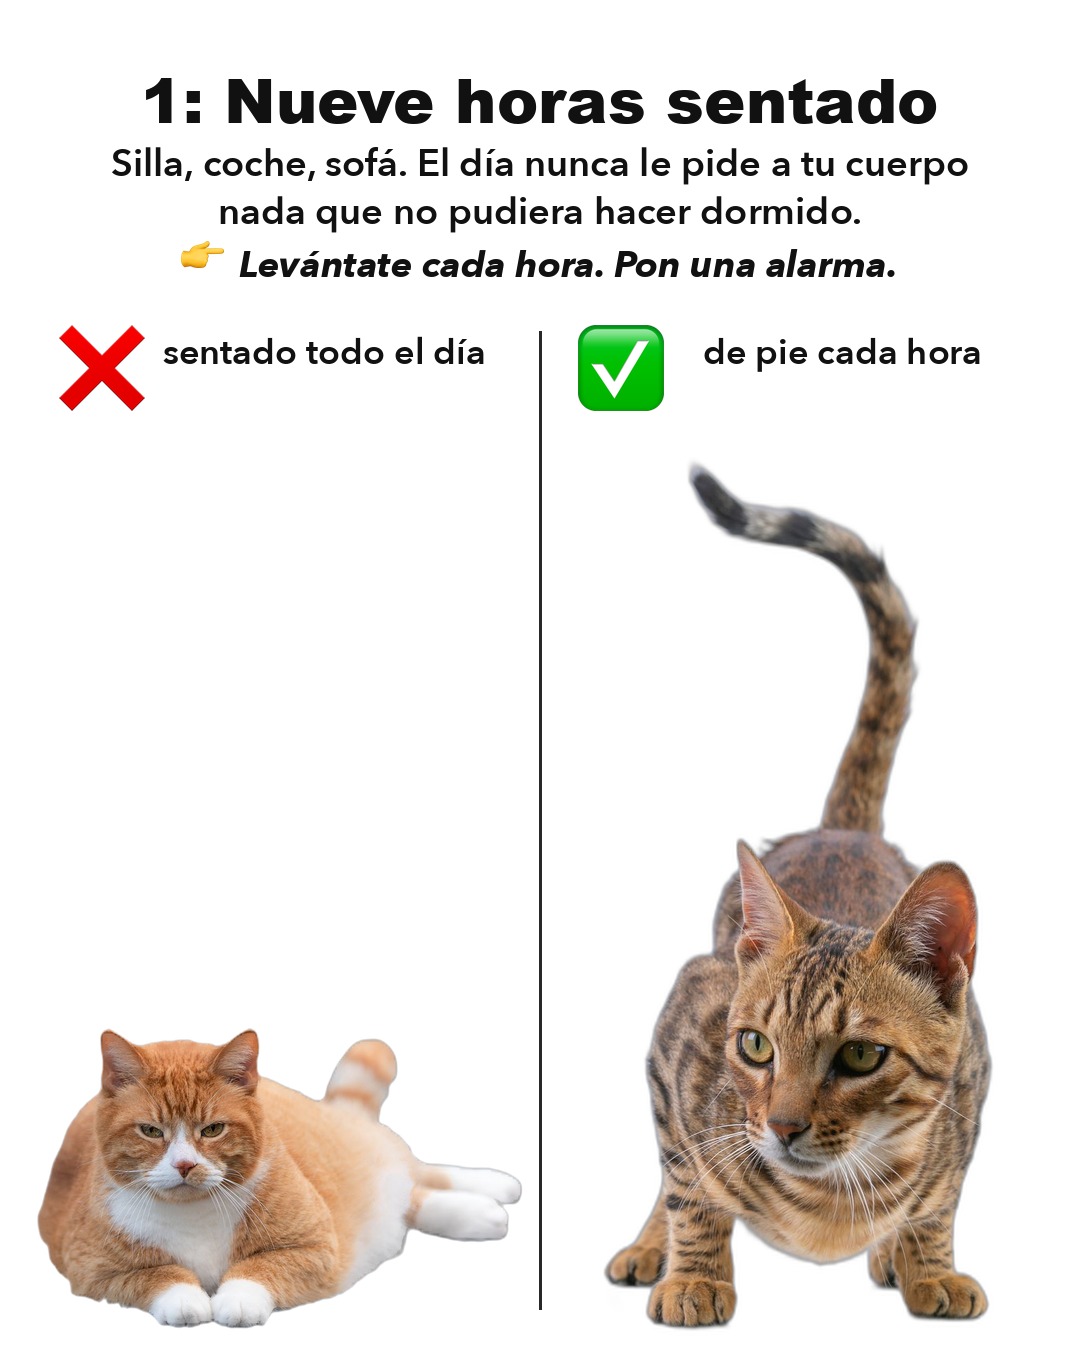 1: Nueve horas sentado
Silla, coche, sofá. El día nunca le pide a tu cuerpo
nada que no pudiera hacer dormido.
👉 Levántate cada hora. Pon una alarma.
❌ sentado todo el día
✅ de pie cada hora